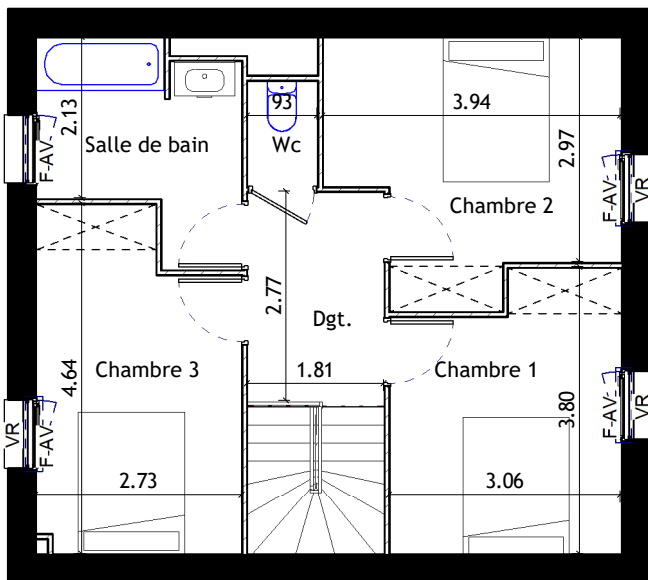 93
3.94
2.13
Salle de bain
Wc
2.97
F-AV-
F-AV-
VR
Chambre 2
2.77
Dgt.
Chambre 3
1.81
Chambre 1
4.64
3.80
VR
F-AV-
F-AV-
VR
2.73
3.06